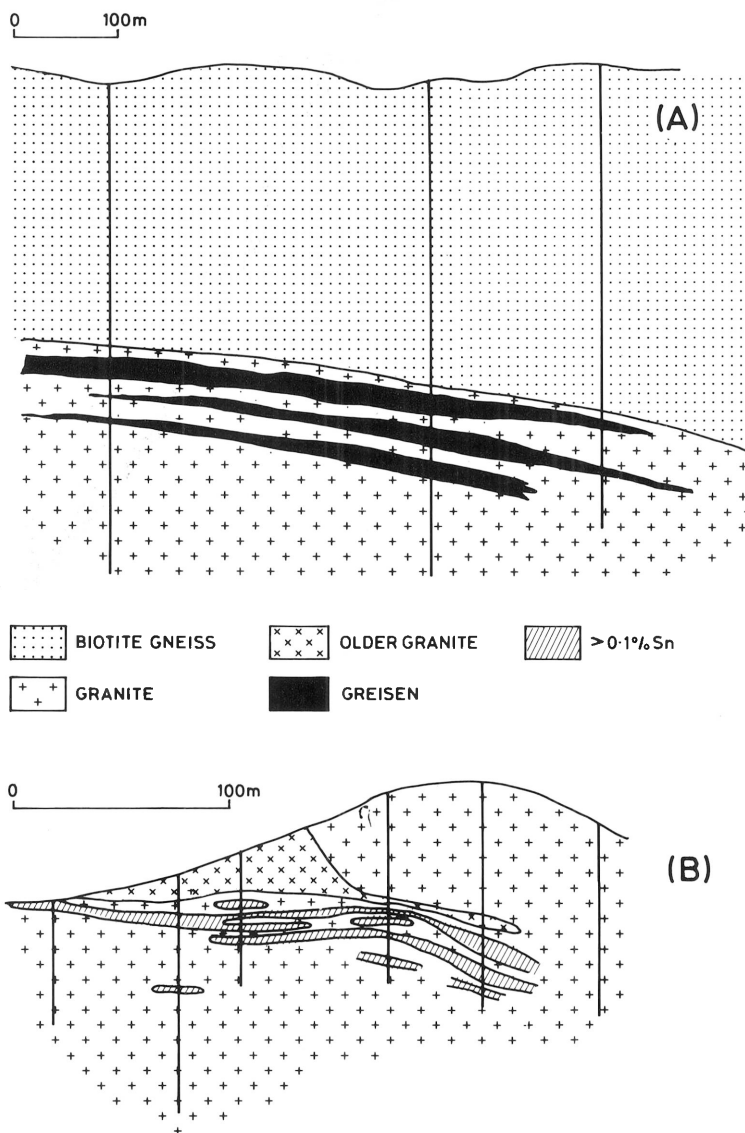 0 100m
(A)
BIOTITE GNEISS OLDER GRANITE >0·1% Sn
GRANITE GREISEN
0 100m
(B)